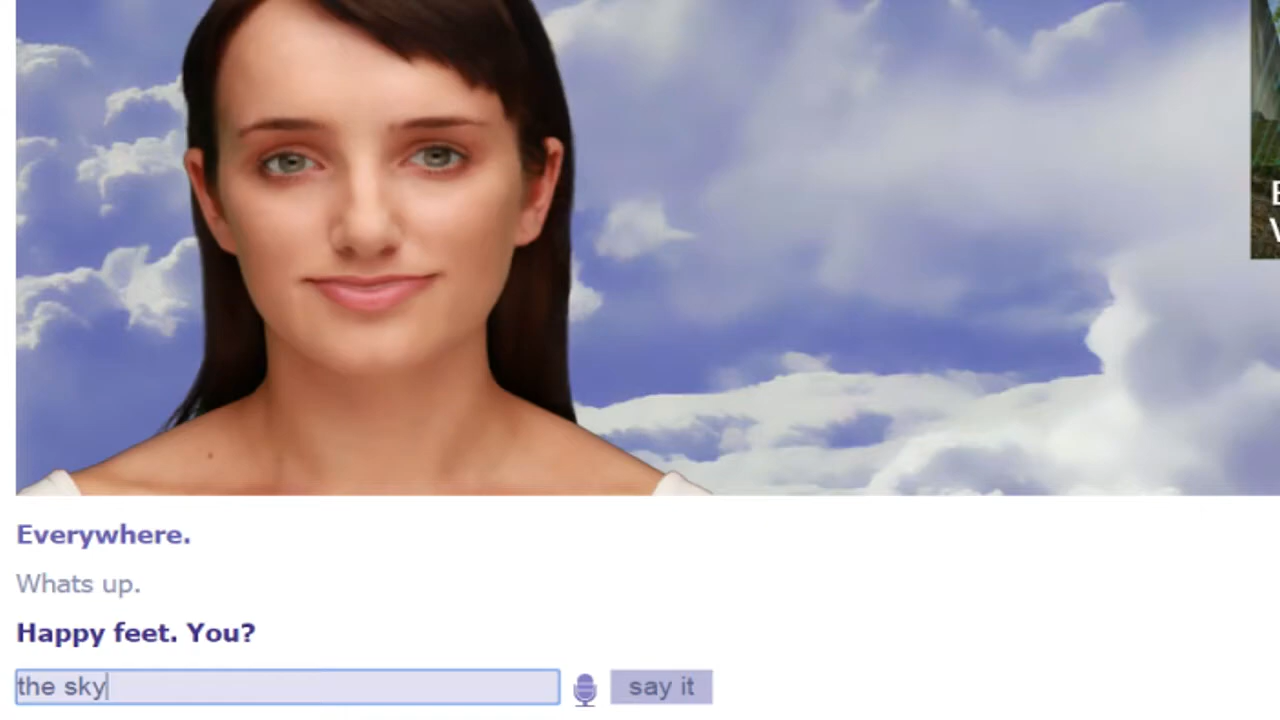 Everywhere.
Whats up.
Happy feet. You?
the sky
say it